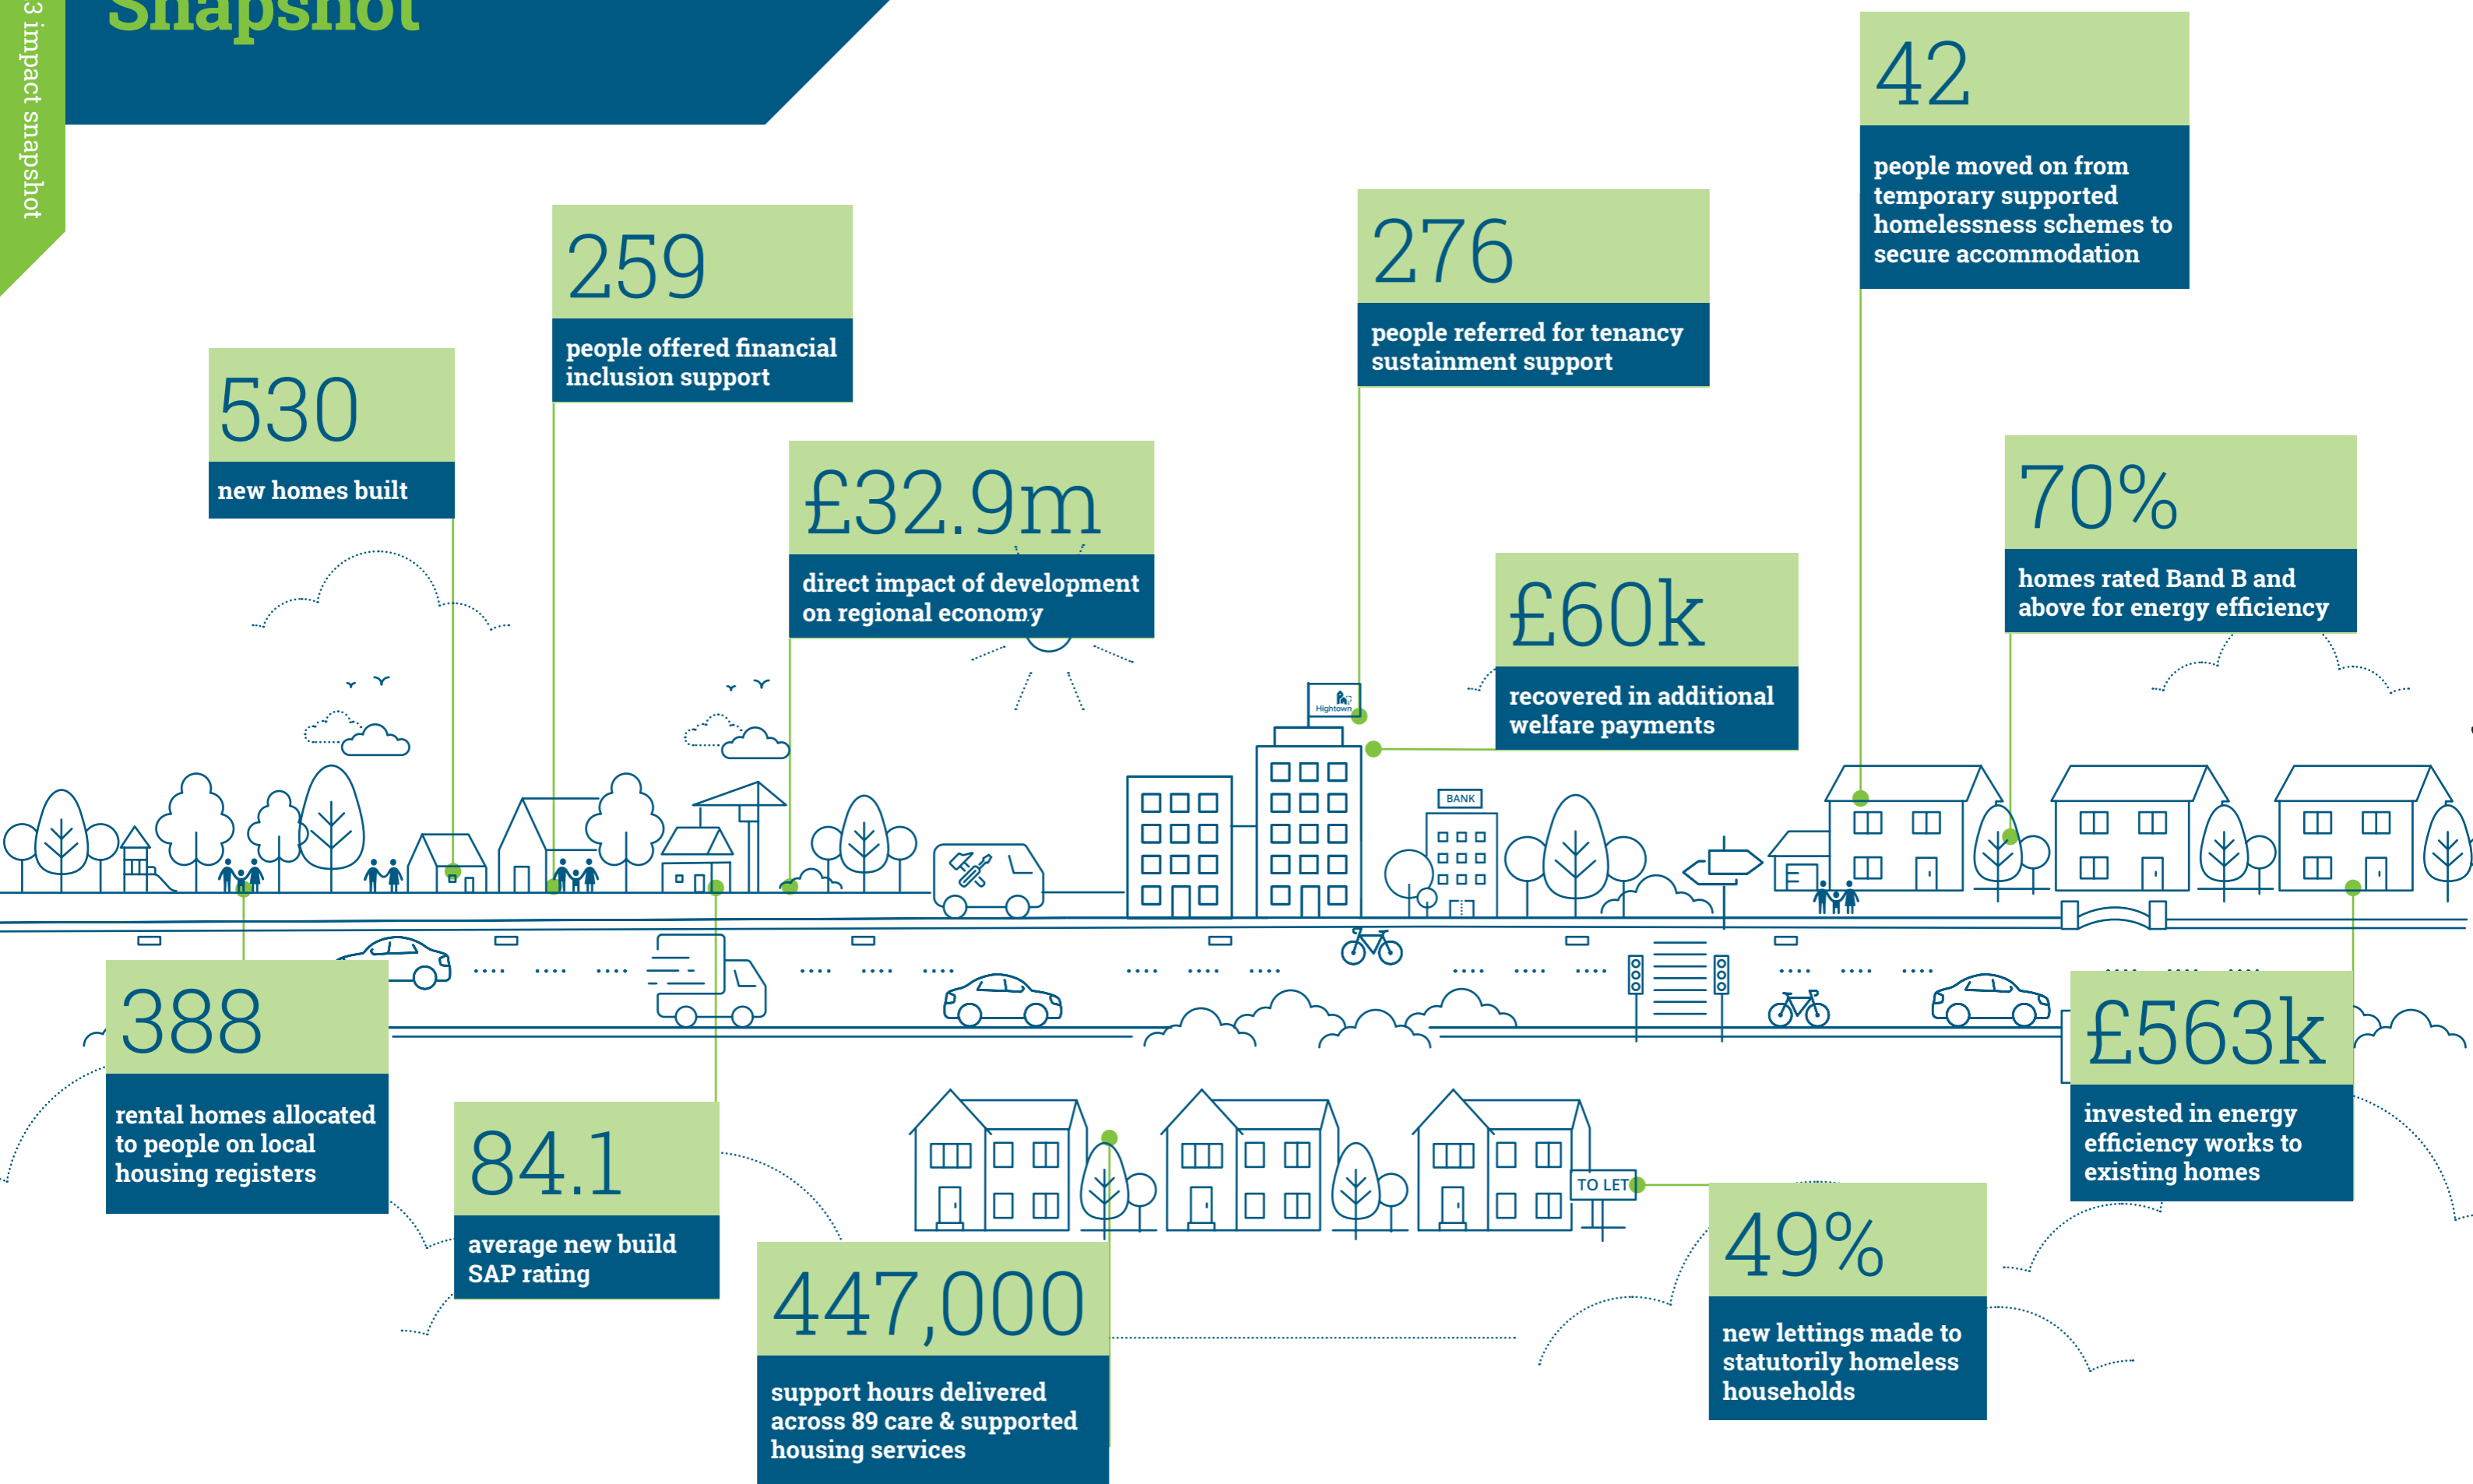 Snapshot
3 impact snapshot
42
people moved on from
temporary supported
homelessness schemes to
secure accommodation
259
people offered financial
inclusion support
276
people referred for tenancy
sustainment support
530
new homes built
£32.9m
direct impact of development
on regional economy
70%
homes rated Band B and
above for energy efficiency
£60k
recovered in additional
welfare payments
Hightown
BANK
388
rental homes allocated
to people on local
housing registers
£563k
invested in energy
efficiency works to
existing homes
84.1
average new build
SAP rating
TO LET
49%
new lettings made to
statutorily homeless
households
447,000
support hours delivered
across 89 care & supported
housing services